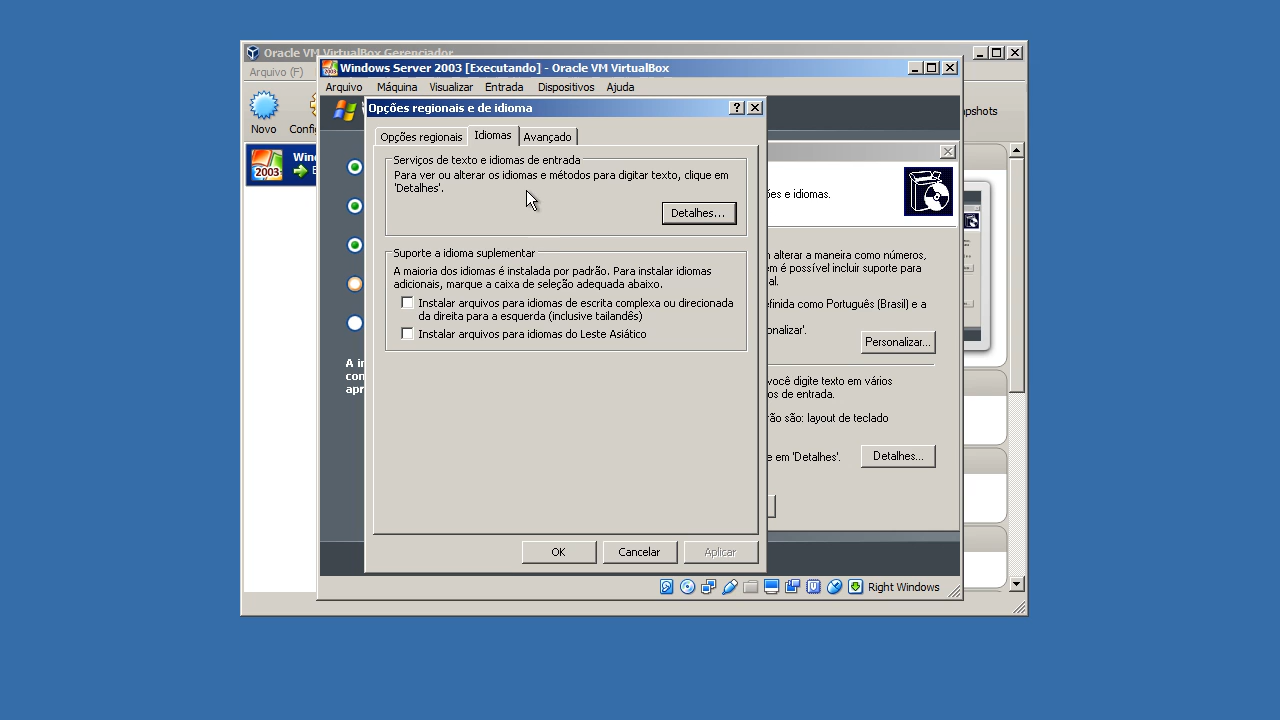 Oracle VM VirtualBox Gerenciador
Arquivo (F)
Novo
2003
Windows Server 2003 [Executando] - Oracle VM VirtualBox
Arquivo Máquina Visualizar Entrada Dispositivos Ajuda
Opções regionais e de idioma
Opções regionais Idiomas Avançado
Serviços de texto e idiomas de entrada
Para ver ou alterar os idiomas e métodos para digitar texto, clique em
'Detalhes'.
Detalhes...
Suporte a idioma suplementar
A maioria dos idiomas é instalada por padrão. Para instalar idiomas
adicionais, marque a caixa de seleção adequada abaixo.
Instalar arquivos para idiomas de escrita complexa ou direcionada
da direita para a esquerda (inclusive tailandês)
Instalar arquivos para idiomas do Leste Asiático
OK Cancelar Aplicar
ões e idiomas.
alterar a maneira como números,
em é possível incluir suporte para
al.
efinida como Português (Brasil) e a
onalizar'.
Personalizar...
você digite texto em vários
os de entrada.
rão são: layout de teclado
e em 'Detalhes'.
Detalhes...
A in
con
apr
pshots
Right Windows